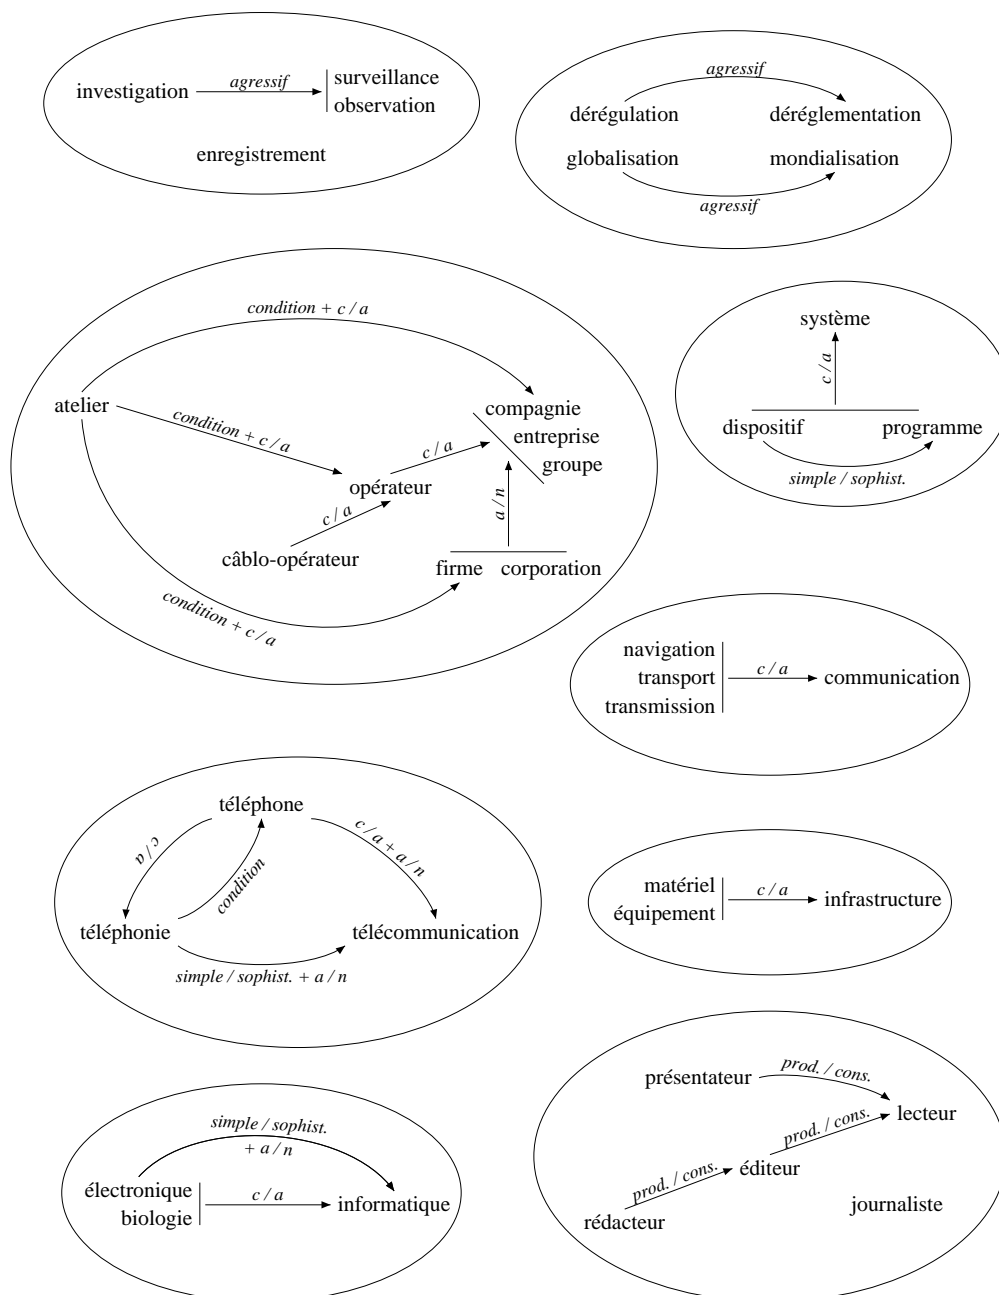 investigation
agressif
surveillance
observation
enregistrement
agressif
dérégulation
déréglementation
globalisation
mondialisation
agressif
condition + c / a
atelier
condition + c / a
compagnie
entreprise
groupe
c / a
opérateur
c / a
câblo-opérateur
a / n
firme
corporation
condition + c / a
système
c / a
dispositif
programme
simple / sophist.
navigation
transport
transmission
c / a
communication
téléphone
c / a
condition
c / a + a / n
téléphonie
télécommunication
simple / sophist. + a / n
matériel
équipement
c / a
infrastructure
simple / sophist.
+ a / n
électronique
biologie
c / a
informatique
présentateur
prod. / cons.
lecteur
prod. / cons.
éditeur
prod. / cons.
rédacteur
journaliste